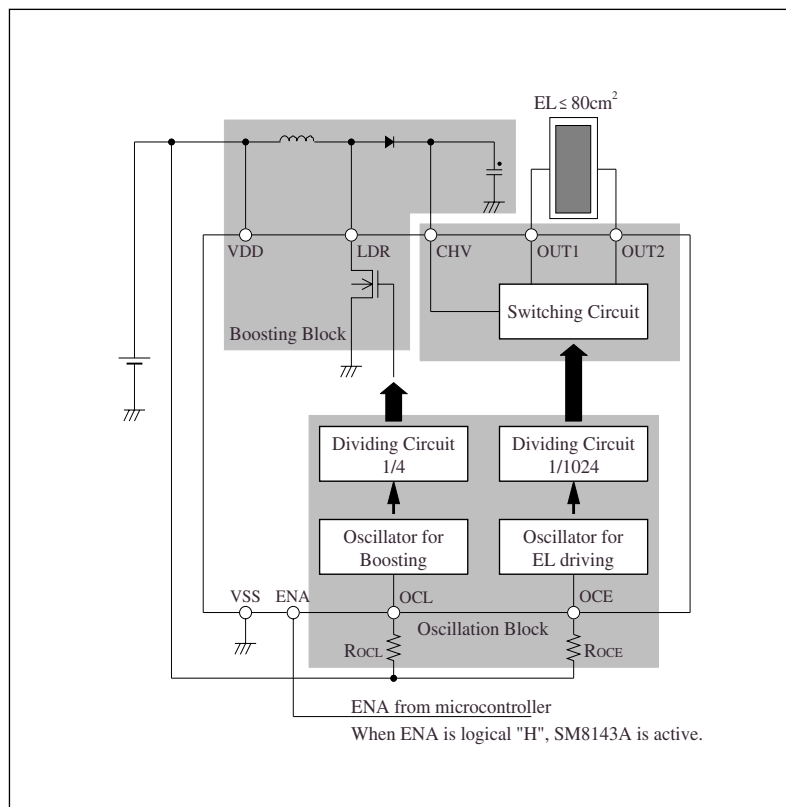 EL ≤ 80cm²
VDD
LDR
CHV
OUT1
OUT2
Switching Circuit
Boosting Block
Dividing Circuit
1/4
Dividing Circuit
1/1024
Oscillator for
Boosting
Oscillator for
EL driving
VSS
ENA
OCL
OCE
Oscillation Block
ROCL
ROCE
ENA from microcontroller
When ENA is logical "H", SM8143A is active.